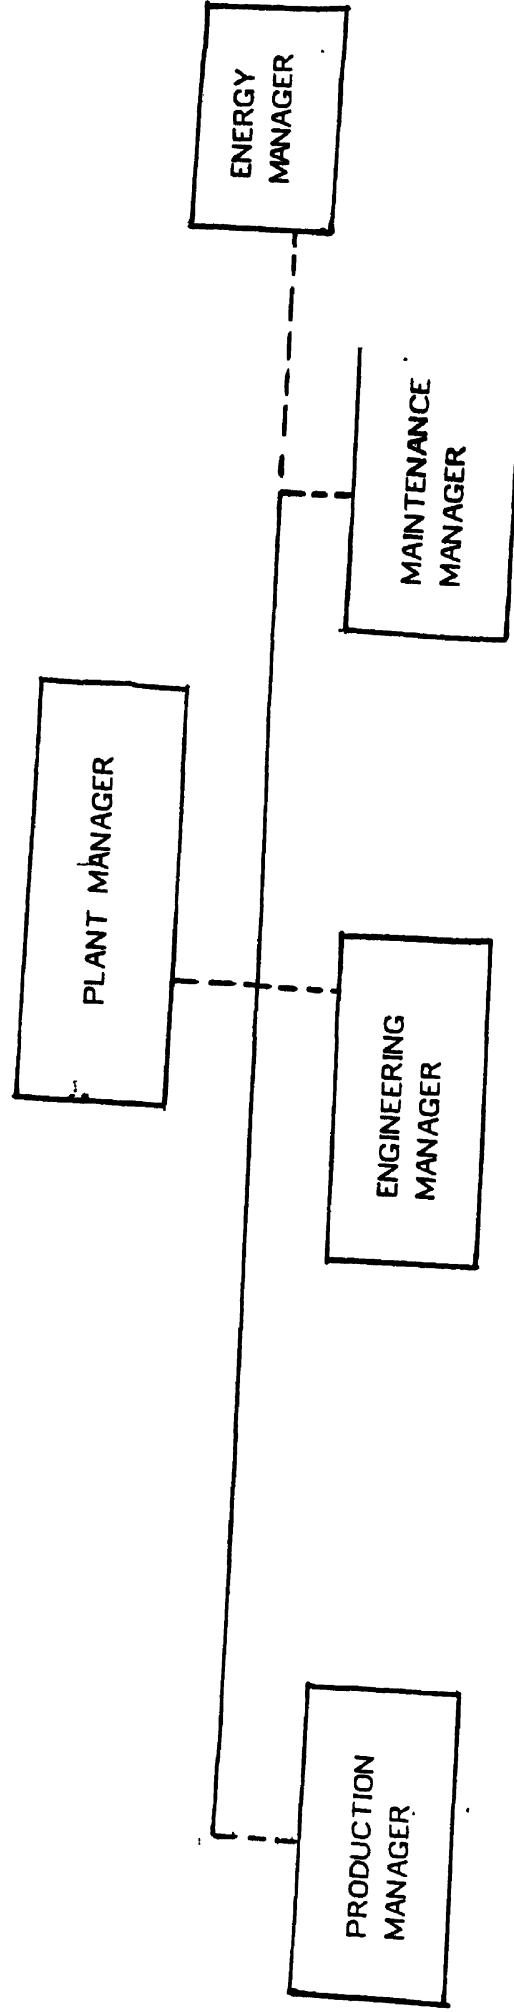 PLANT MANAGER
ENERGY
MANAGER
PRODUCTION
MANAGER
ENGINEERING
MANAGER
MAINTENANCE
MANAGER